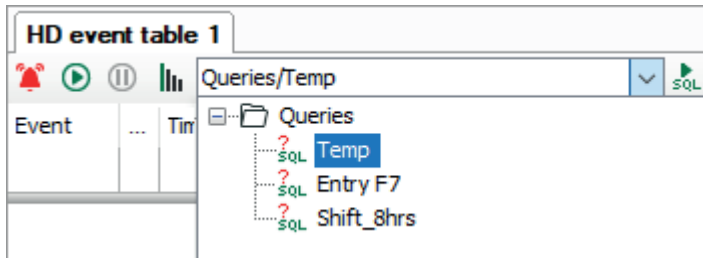 HD event table 1
Queries/Temp
SQL
Event ... Tim
Queries
?
SQL Temp
?
SQL Entry F7
?
SQL Shift_8hrs